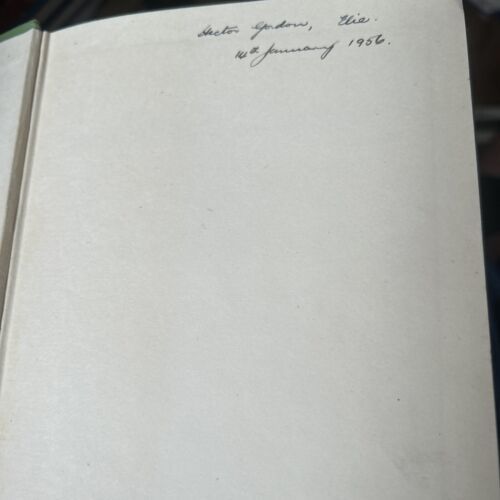 Hector Gordon, Elie.
14th January 1956.